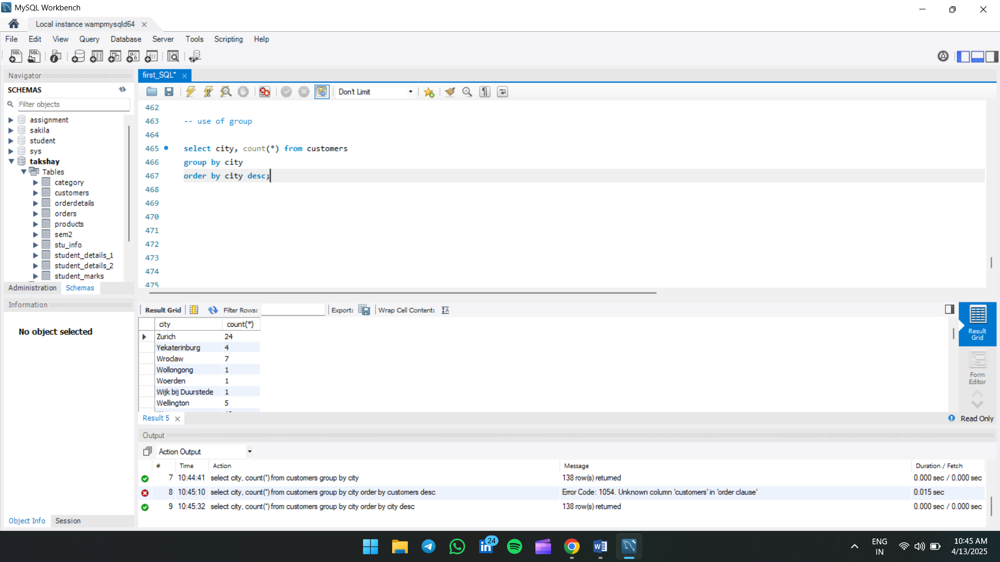 MySQL Workbench
Local instance wampmysqld64
File Edit View Query Database Server Tools Scripting Help
Navigator
SCHEMAS
Filter objects
assignment
sakila
student
sys
takshay
Tables
category
customers
orderdetails
orders
products
sem2
stu_info
student_details_1
student_details_2
student_marks
Administration Schemas
Information
No object selected
Object Info Session
first_SQL*
Don't Limit
462
463 -- use of group
464
465 select city, count(*) from customers
466 group by city
467 order by city desc;
468
469
470
471
472
473
474
475
Result Grid Filter Rows: Export: Wrap Cell Content:
city count(*)
Zurich 24
Yekaterinburg 4
Wroclaw 7
Wollongong 1
Woerden 1
Wijk bij Duurstede 1
Wellington 5
Result Grid
Form Editor
Result 5
Read Only
Output
Action Output
# Time Action Message Duration / Fetch
7 10:44:41 select city, count(*) from customers group by city 138 row(s) returned 0.000 sec / 0.000 sec
8 10:45:10 select city, count(*) from customers group by city order by customers desc Error Code: 1054. Unknown column 'customers' in 'order clause' 0.015 sec
9 10:45:32 select city, count(*) from customers group by city order by city desc 138 row(s) returned 0.000 sec / 0.000 sec
24
ENG
IN
10:45 AM
4/13/2025